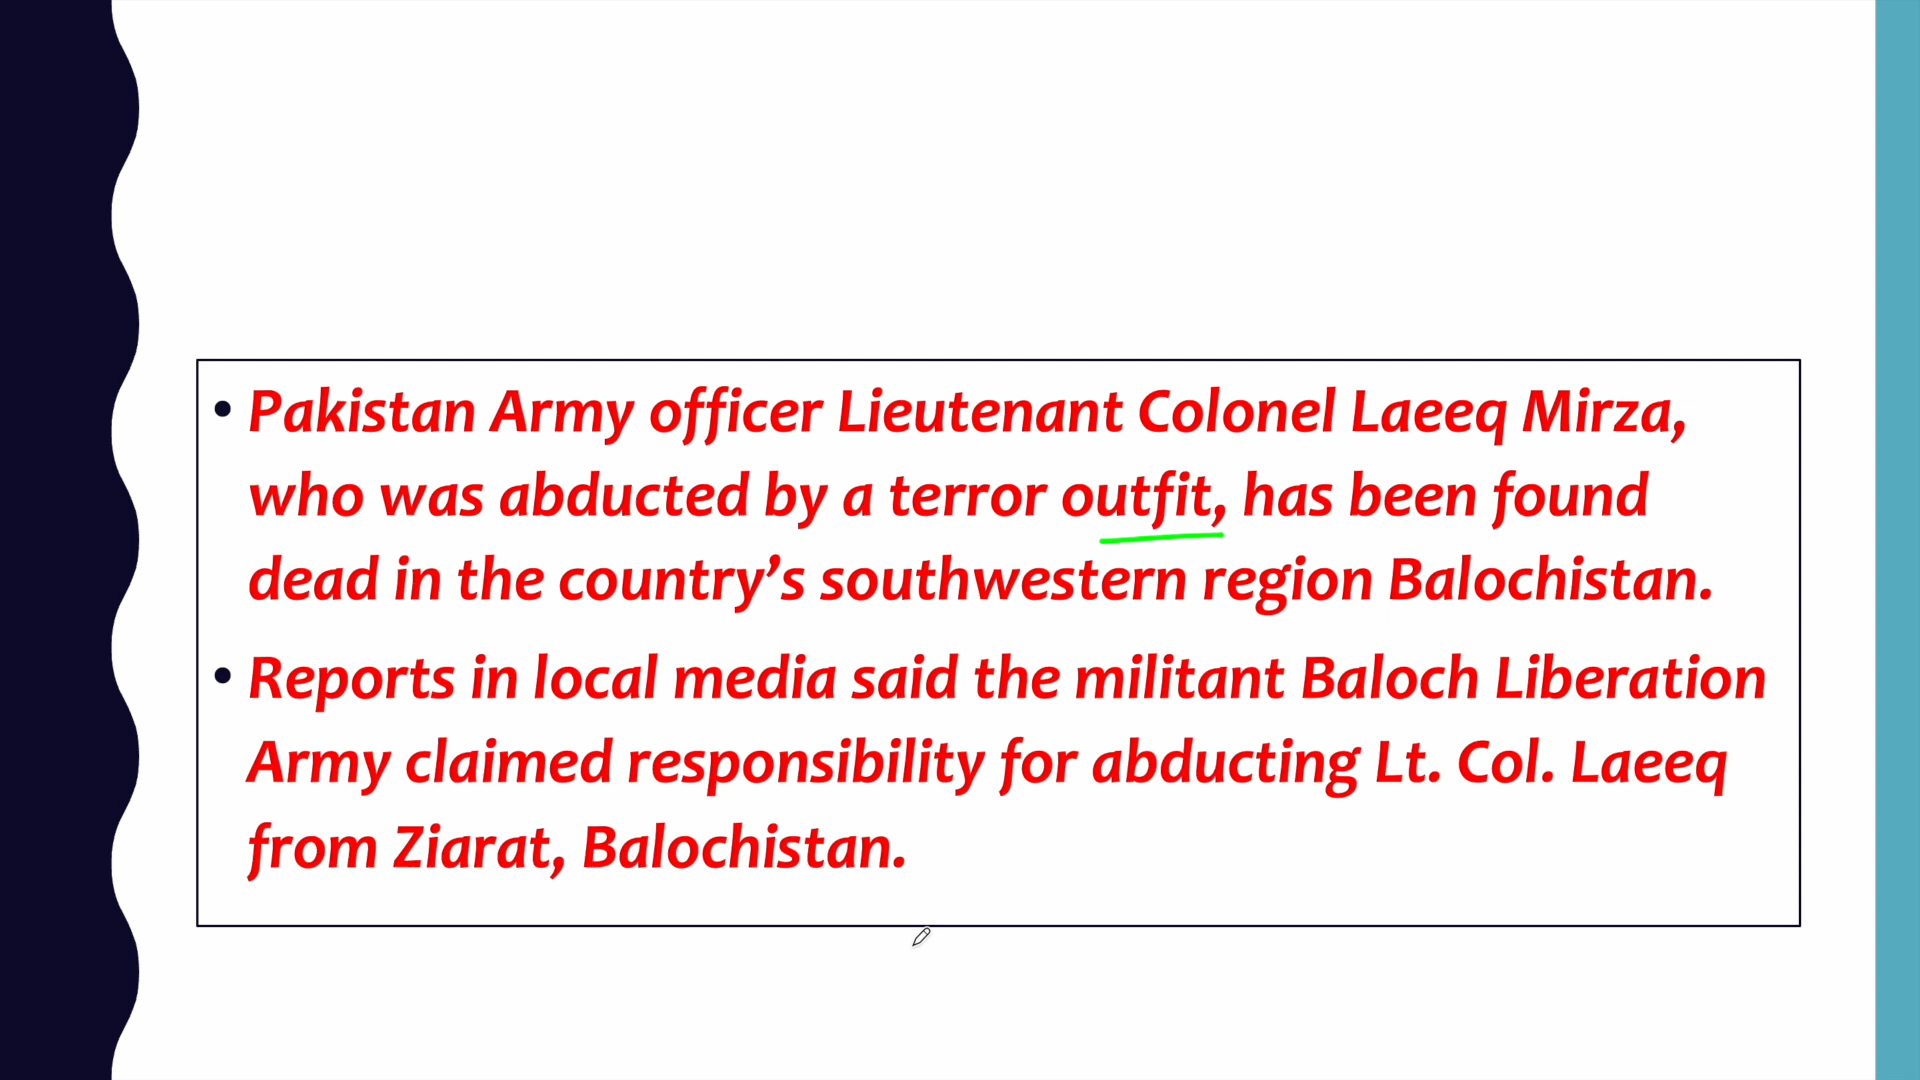 • Pakistan Army officer Lieutenant Colonel Laeeq Mirza,
who was abducted by a terror outfit, has been found
dead in the country’s southwestern region Balochistan.
• Reports in local media said the militant Baloch Liberation
Army claimed responsibility for abducting Lt. Col. Laeeq
from Ziarat, Balochistan.